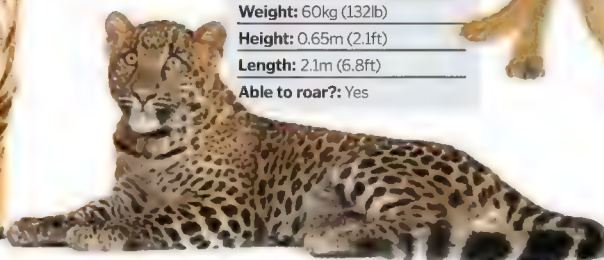 Weight: 60kg (132lb)
Height: 0.65m (2.1ft)
Length: 2.1m (6.8ft)
Able to roar?: Yes